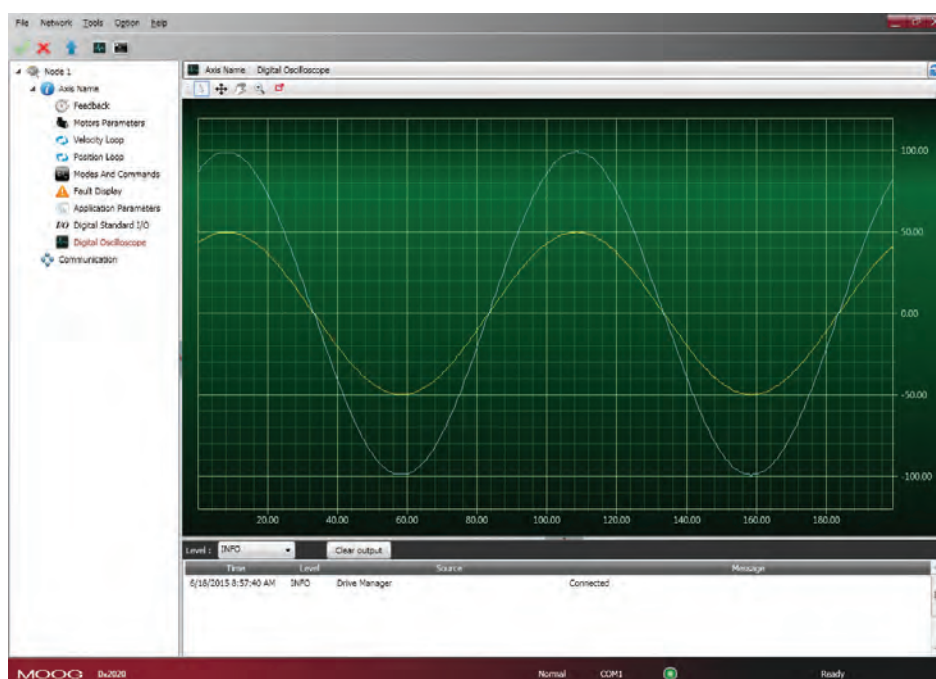 File Network Tools Option help
Node 1
Axis Name
Feedback
Motors Parameters
Velocity Loop
Position Loop
Modes And Commands
Fault Display
Application Parameters
I/O Digital Standard I/O
Digital Oscilloscope
Communication
Axis Name Digital Oscilloscope
100.00
50.00
0.00
-50.00
-100.00
20.00 40.00 60.00 80.00 100.00 120.00 140.00 160.00 180.00
Level : INFO Clear output
Time Level Source Message
6/18/2015 8:57:40 AM INFO Drive Manager Connected
MOOG Dx2020 Normal COM1 Ready